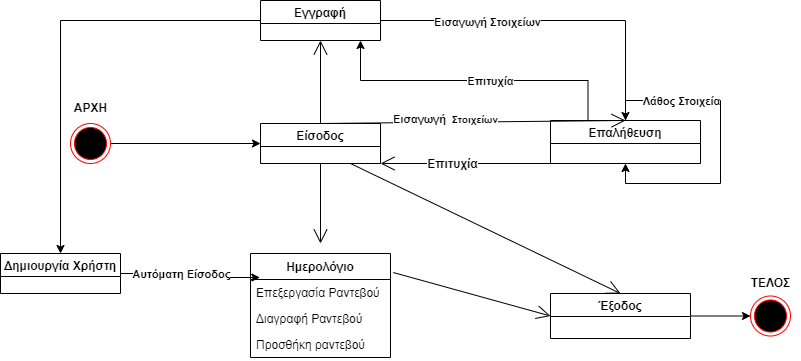 Εγγραφή
Εισαγωγή Στοιχείων
Επιτυχία
Λάθος Στοιχεία
ΑΡΧΗ
Εισαγωγή Στοιχείων
Είσοδος
Επαλήθευση
Επιτυχία
Δημιουργία Χρήστη
Αυτόματη Είσοδος
Ημερολόγιο
Επεξεργασία Ραντεβού
Διαγραφή Ραντεβού
Προσθήκη ραντεβού
Έξοδος
ΤΕΛΟΣ